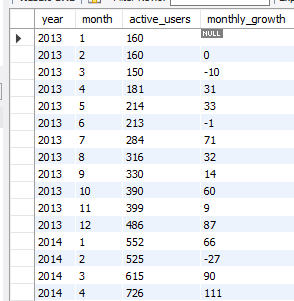 year month active_users monthly_growth
2013 1 160 NULL
2013 2 160 0
2013 3 150 -10
2013 4 181 31
2013 5 214 33
2013 6 213 -1
2013 7 284 71
2013 8 316 32
2013 9 330 14
2013 10 390 60
2013 11 399 9
2013 12 486 87
2014 1 552 66
2014 2 525 -27
2014 3 615 90
2014 4 726 111